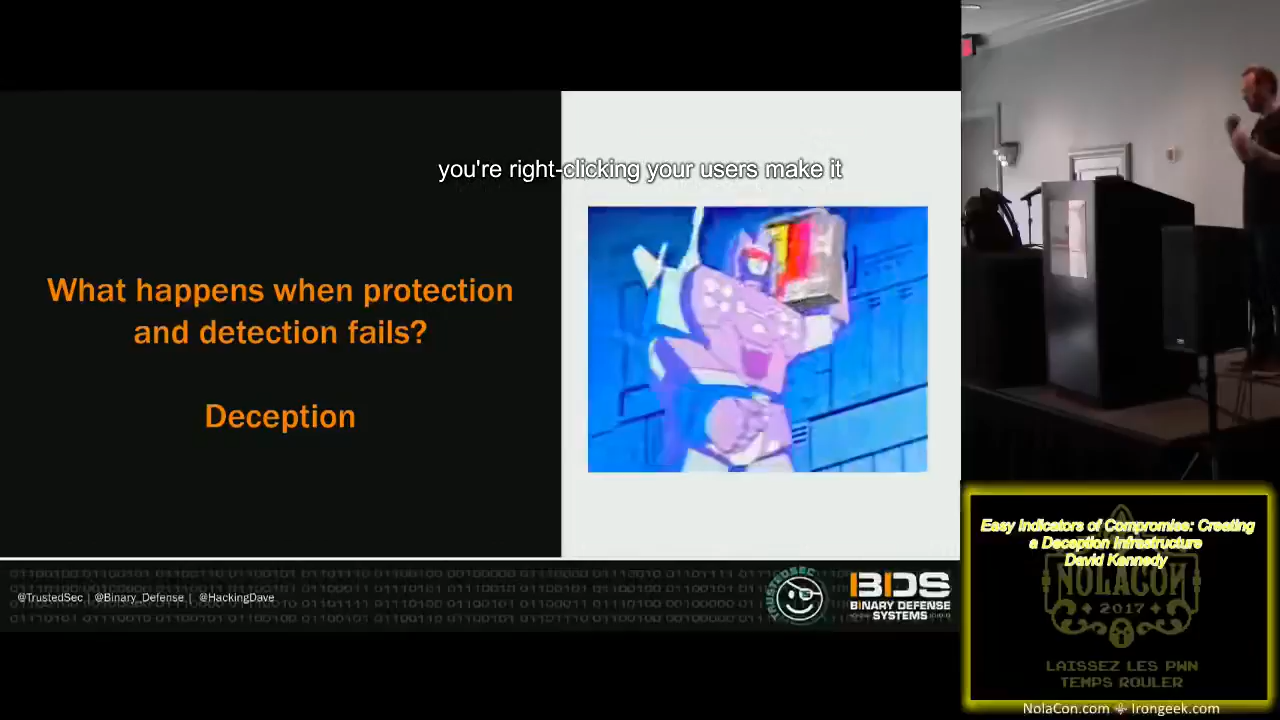 you're right-clicking your users make it
What happens when protection
and detection fails?
Deception
@TrustedSec | @Binary_Defense | @HackingDave
TRUSTEDSEC
BDS
BINARY DEFENSE
SYSTEMS
Easy Indicators of Compromise: Creating
a Deception Infrastructure
David Kennedy
NOLACON
2017
LAISSEZ LES PWN
TEMPS ROULER
NolaCon.com Irongeek.com